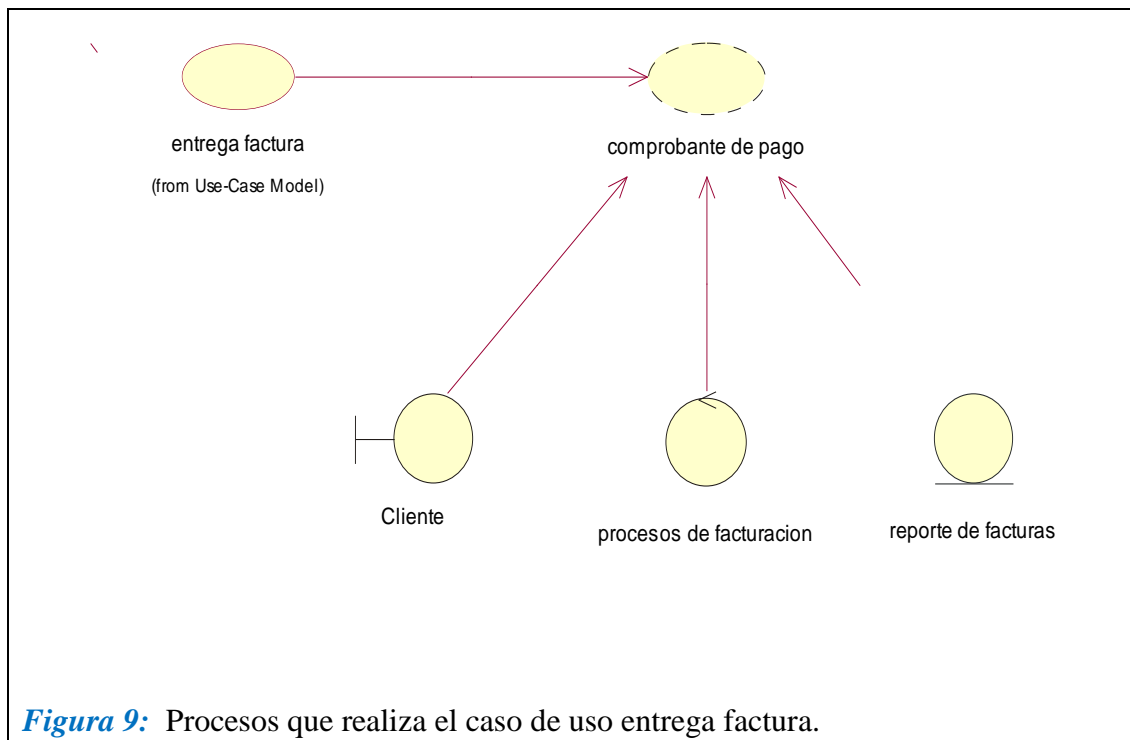 entrega factura
(from Use-Case Model)
comprobante de pago
Cliente
procesos de facturacion
reporte de facturas
Figura 9: Procesos que realiza el caso de uso entrega factura.